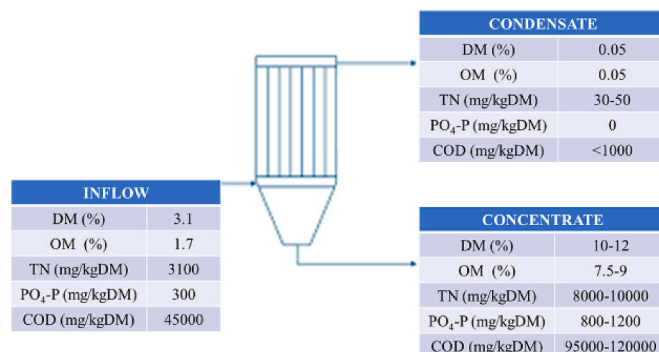 CONDENSATE
DM (%) 0.05
OM (%) 0.05
TN (mg/kgDM) 30-50
PO4-P (mg/kgDM) 0
COD (mg/kgDM) <1000
INFLOW
DM (%) 3.1
OM (%) 1.7
TN (mg/kgDM) 3100
PO4-P (mg/kgDM) 300
COD (mg/kgDM) 45000
CONCENTRATE
DM (%) 10-12
OM (%) 7.5-9
TN (mg/kgDM) 8000-10000
PO4-P (mg/kgDM) 800-1200
COD (mg/kgDM) 95000-120000